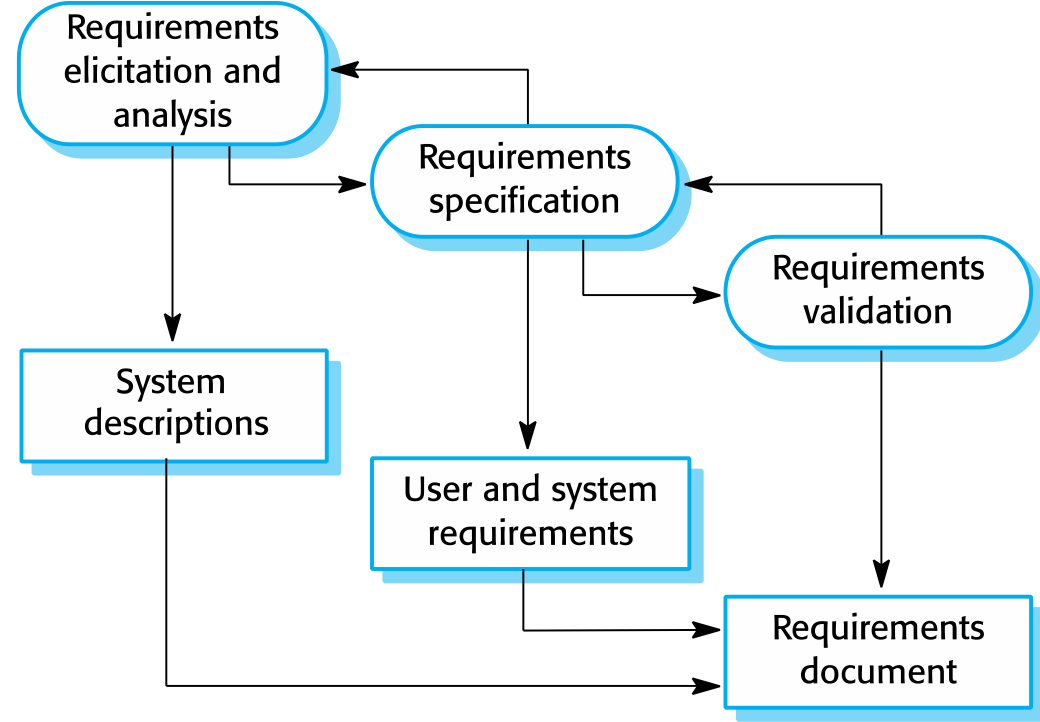 Requirements
elicitation and
analysis
Requirements
specification
Requirements
validation
System
descriptions
User and system
requirements
Requirements
document